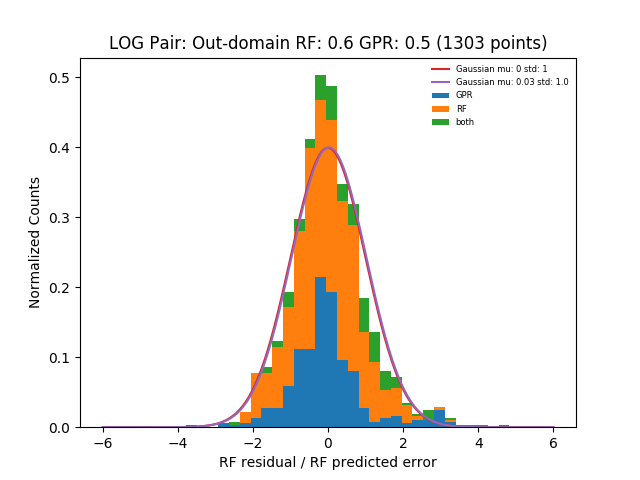 LOG Pair: Out-domain RF: 0.6 GPR: 0.5 (1303 points)
Gaussian mu: 0 std: 1
Gaussian mu: 0.03 std: 1.0
GPR
RF
both
Normalized Counts
0.5
0.4
0.3
0.2
0.1
0.0
−6 −4 −2 0 2 4 6
RF residual / RF predicted error